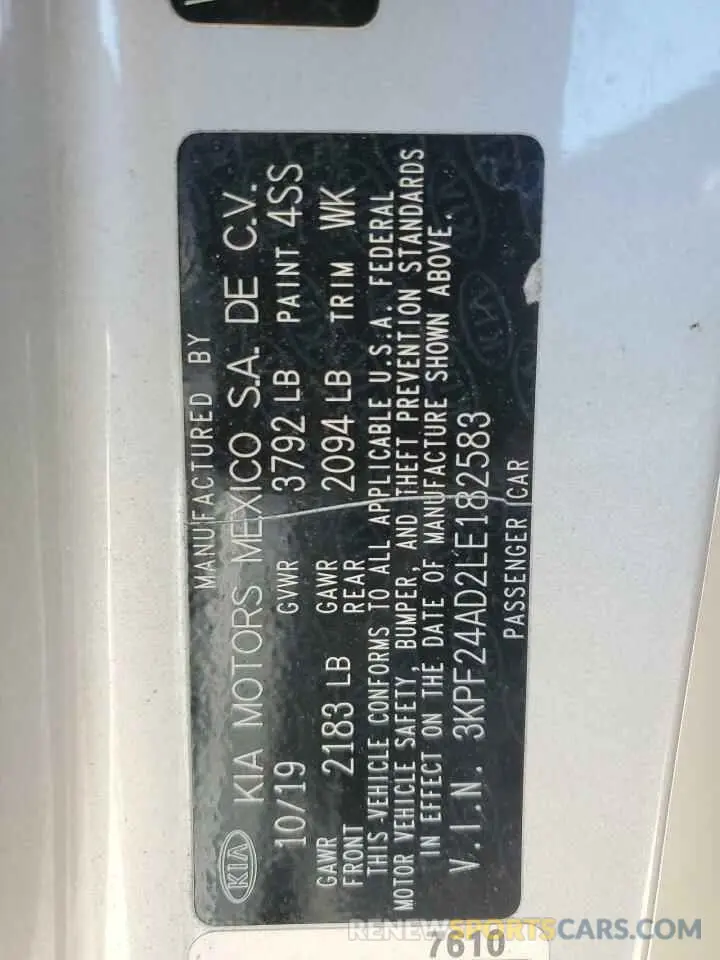 MANUFACTURED BY
KIA KIA MOTORS MEXICO S.A. DE C.V.
10/19 GVWR 3792 LB PAINT 4SS
GAWR FRONT 2183 LB GAWR REAR 2094 LB TRIM WK
THIS VEHICLE CONFORMS TO ALL APPLICABLE U.S.A. FEDERAL
MOTOR VEHICLE SAFETY, BUMPER, AND THEFT PREVENTION STANDARDS
IN EFFECT ON THE DATE OF MANUFACTURE SHOWN ABOVE.
V.I.N. 3KPF24AD2LE182583
PASSENGER CAR
7610
RENEWSPORTSCARS.COM